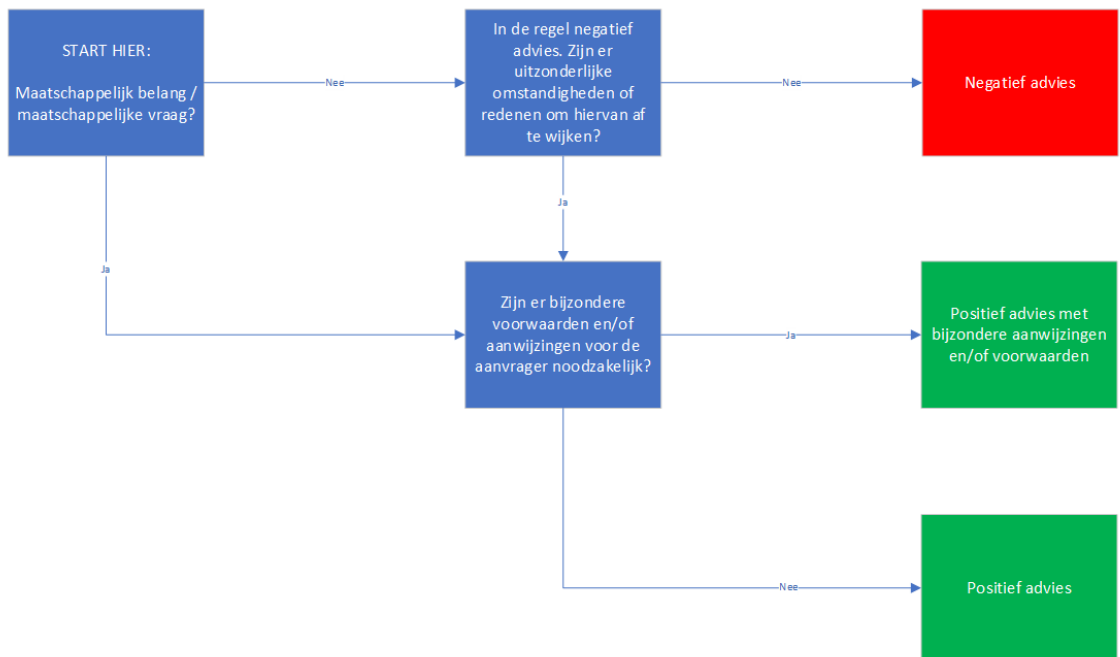 START HIER:
Maatschappelijk belang /
maatschappelijke vraag?
Nee
In de regel negatief
advies. Zijn er
uitzonderlijke
omstandigheden of
redenen om hiervan af
te wijken?
Nee
Negatief advies
Ja
Ja
Zijn er bijzondere
voorwaarden en/of
aanwijzingen voor de
aanvrager noodzakelijk?
Ja
Positief advies met
bijzondere aanwijzingen
en/of voorwaarden
Nee
Positief advies